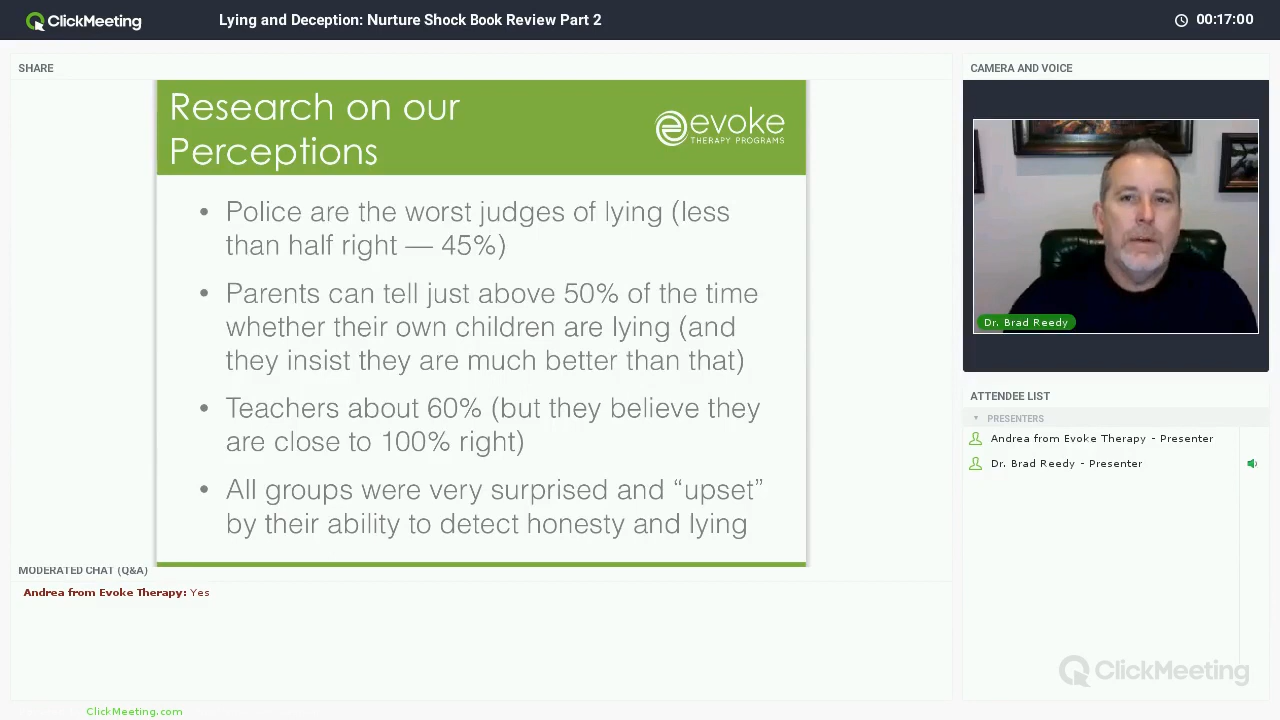 ClickMeeting
Lying and Deception: Nurture Shock Book Review Part 2
00:17:00
SHARE
Research on our
Perceptions
evoke
THERAPY PROGRAMS
• Police are the worst judges of lying (less
than half right — 45%)
• Parents can tell just above 50% of the time
whether their own children are lying (and
they insist they are much better than that)
• Teachers about 60% (but they believe they
are close to 100% right)
• All groups were very surprised and “upset”
by their ability to detect honesty and lying
MODERATED CHAT (Q&A)
Andrea from Evoke Therapy: Yes
ClickMeeting.com
CAMERA AND VOICE
Dr. Brad Reedy
ATTENDEE LIST
PRESENTERS
Andrea from Evoke Therapy - Presenter
Dr. Brad Reedy - Presenter
ClickMeeting